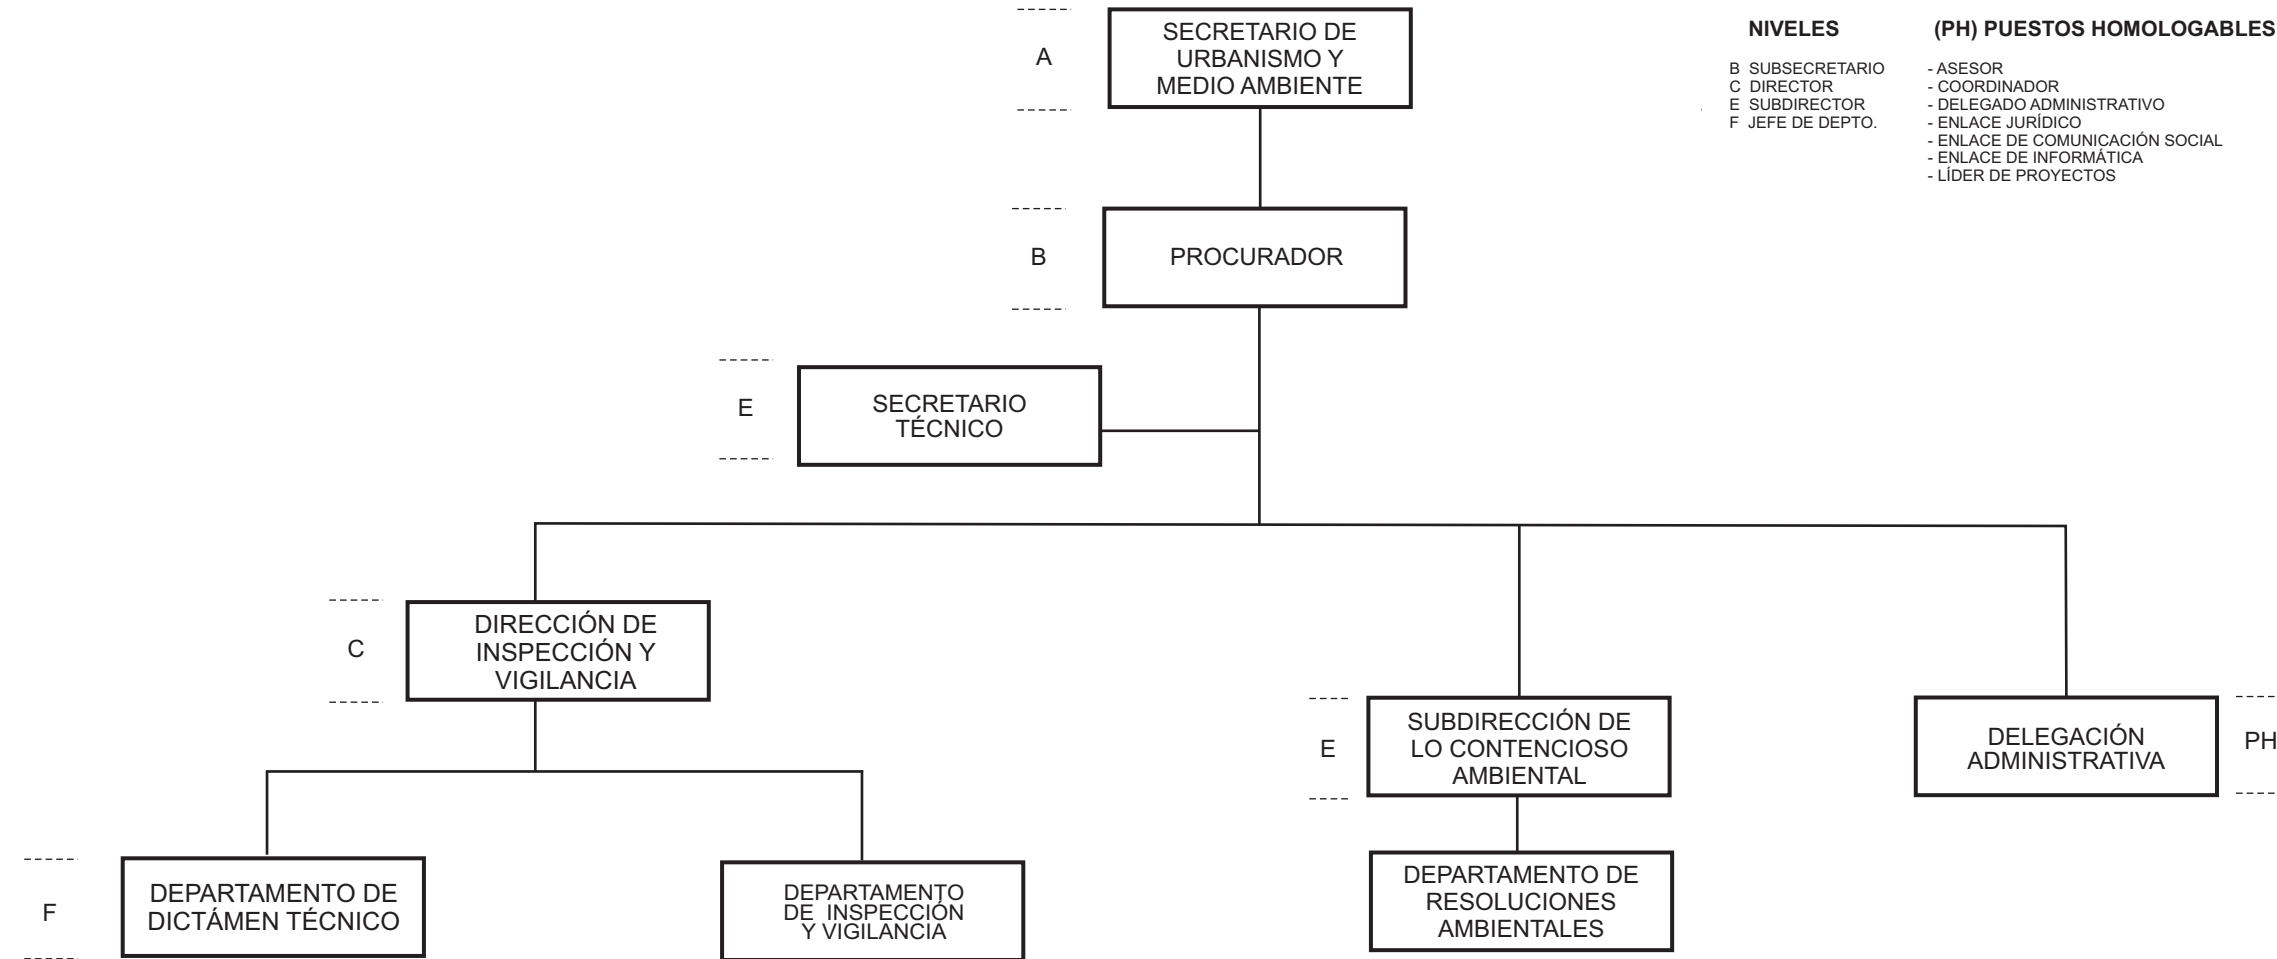 A
SECRETARIO DE
URBANISMO Y
MEDIO AMBIENTE
NIVELES
B SUBSECRETARIO
C DIRECTOR
E SUBDIRECTOR
F JEFE DE DEPTO.
(PH) PUESTOS HOMOLOGABLES
- ASESOR
- COORDINADOR
- DELEGADO ADMINISTRATIVO
- ENLACE JURÍDICO
- ENLACE DE COMUNICACIÓN SOCIAL
- ENLACE DE INFORMÁTICA
- LÍDER DE PROYECTOS
B
PROCURADOR
E
SECRETARIO
TÉCNICO
C
DIRECCIÓN DE
INSPECCIÓN Y
VIGILANCIA
E
SUBDIRECCIÓN DE
LO CONTENCIOSO
AMBIENTAL
DELEGACIÓN
ADMINISTRATIVA
PH
F
DEPARTAMENTO DE
DICTÁMEN TÉCNICO
DEPARTAMENTO
DE INSPECCIÓN
Y VIGILANCIA
DEPARTAMENTO DE
RESOLUCIONES
AMBIENTALES